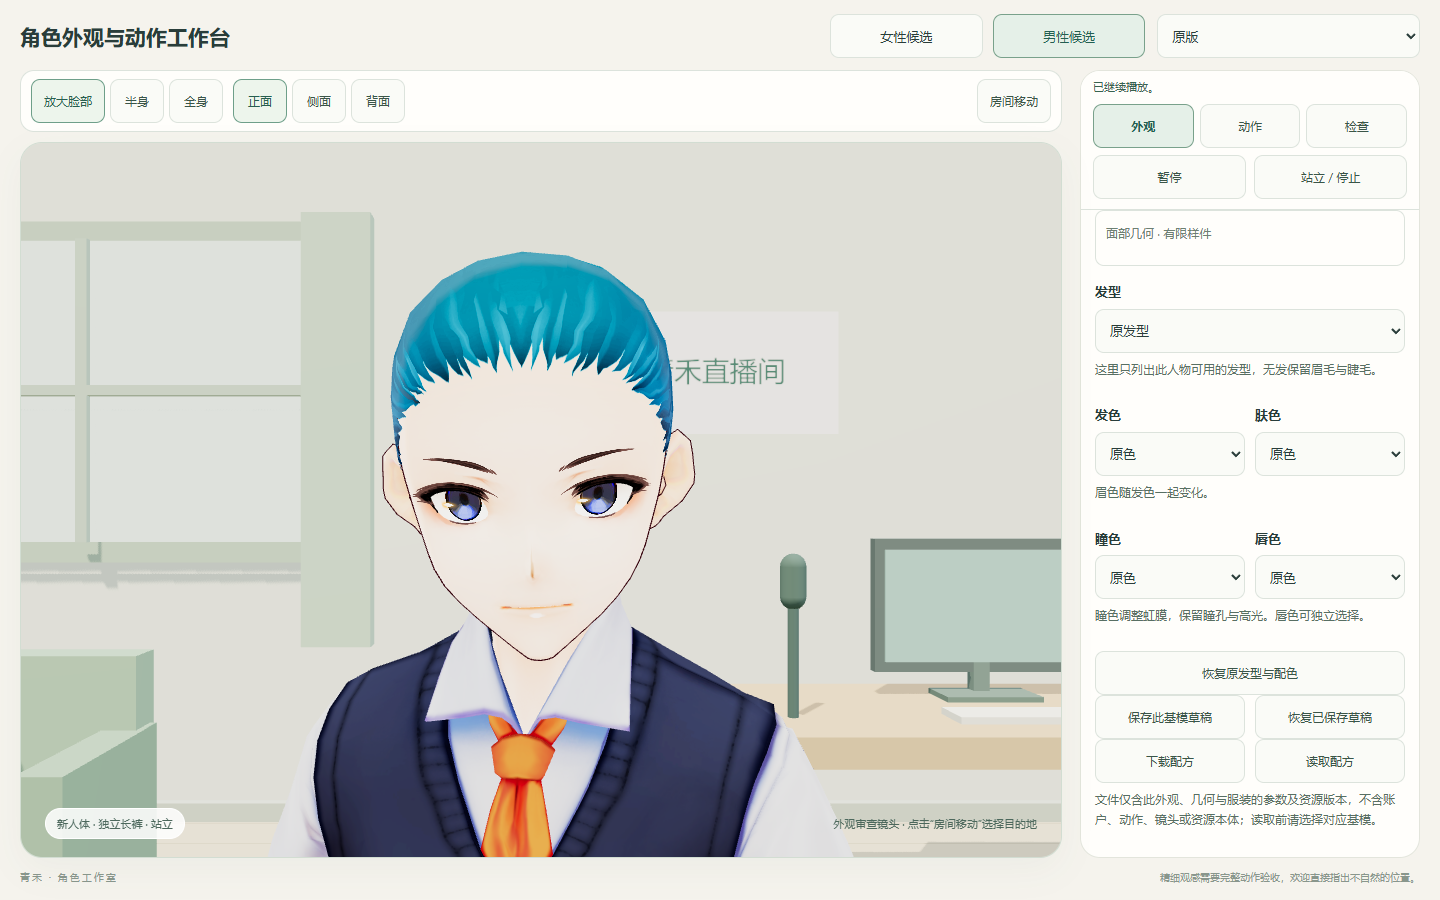 角色外观与动作工作台
女性候选
男性候选
原版
放大脸部
半身
全身
正面
侧面
背面
房间移动
已继续播放。
外观
动作
检查
暂停
站立 / 停止
面部几何 · 有限样件
发型
原发型
这里只列出此人物可用的发型，无发保留眉毛与睫毛。
发色
肤色
原色
原色
眉色随发色一起变化。
瞳色
唇色
原色
原色
瞳色调整虹膜，保留瞳孔与高光。唇色可独立选择。
恢复原发型与配色
保存此基模草稿
恢复已保存草稿
下载配方
读取配方
文件仅含此外观、几何与服装的参数及资源版本，不含账
户、动作、镜头或资源本体；读取前请选择对应基模。
禾直播间
新人体 · 独立长裤 · 站立
外观审查镜头 · 点击“房间移动”选择目的地
青禾 · 角色工作室
精细观感需要完整动作验收，欢迎直接指出不自然的位置。